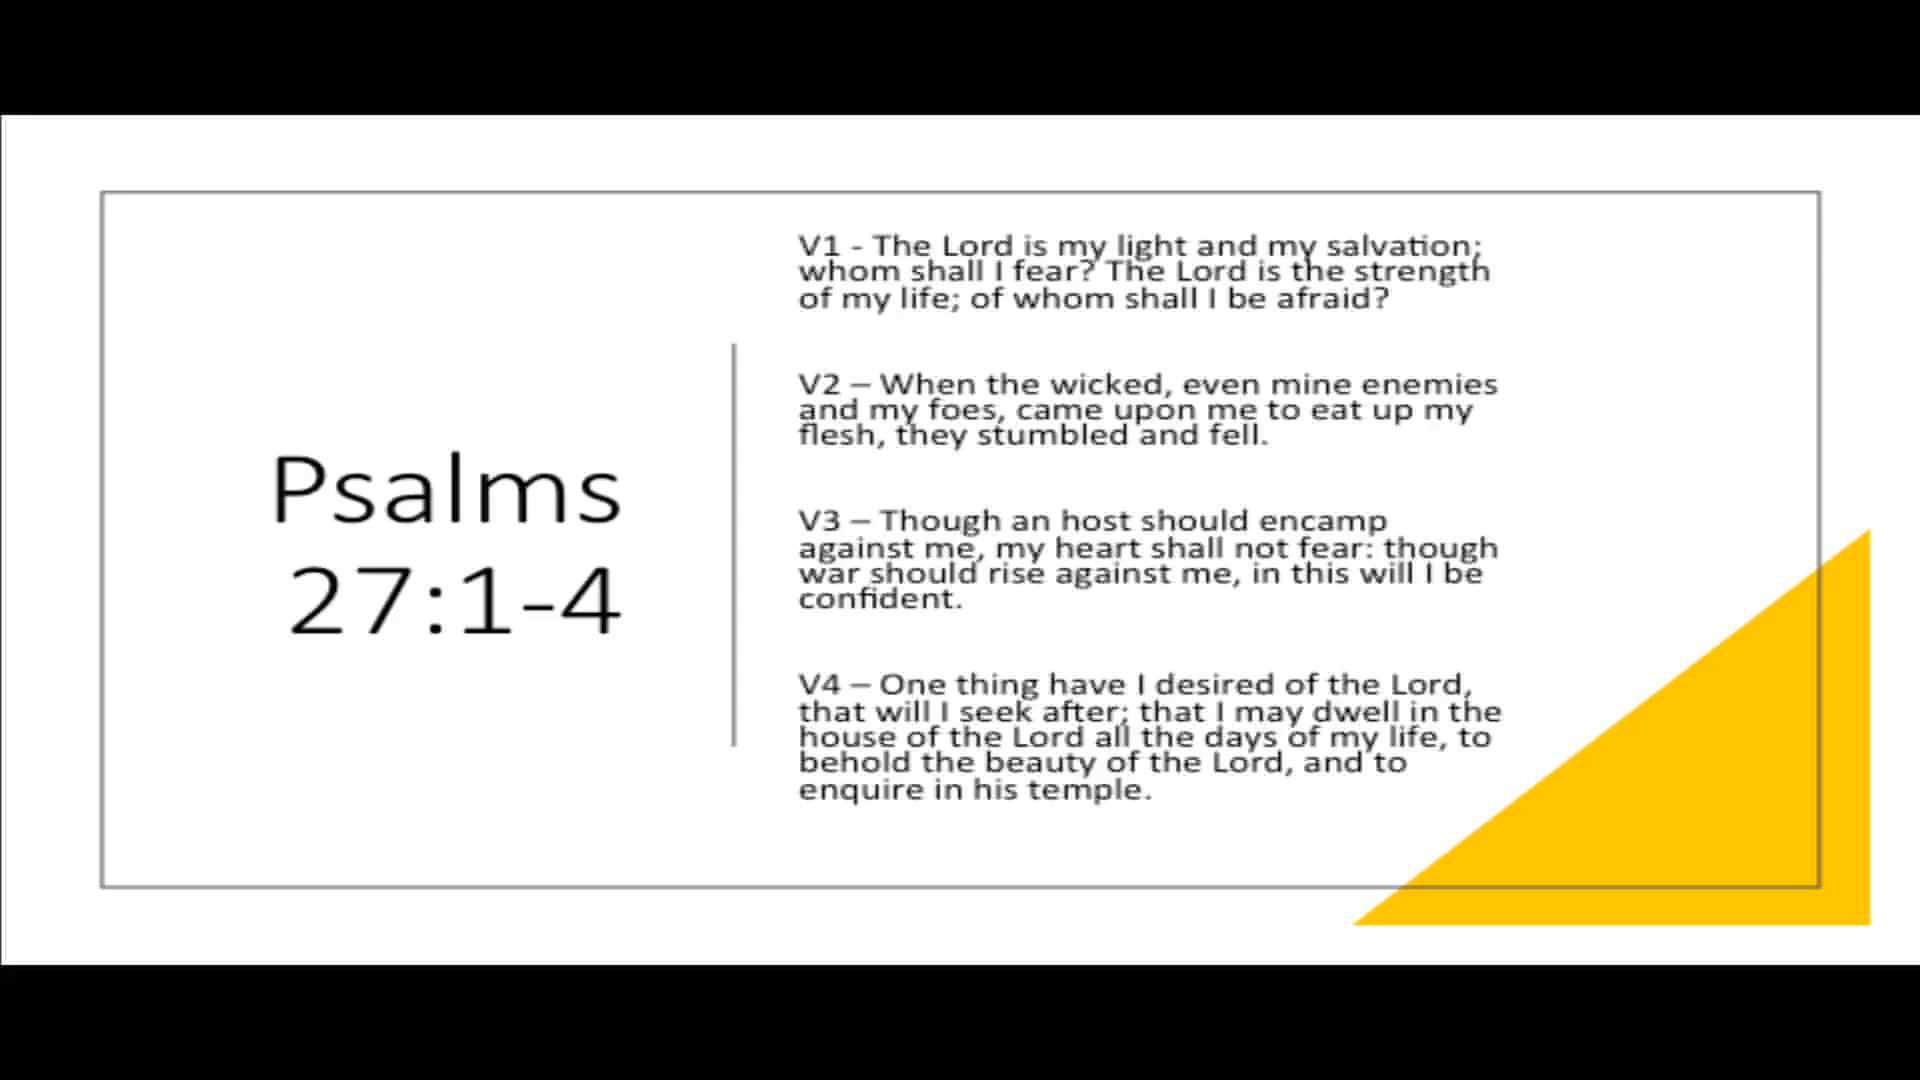 Psalms
27:1-4
V1 - The Lord is my light and my salvation;
whom shall I fear? The Lord is the strength
of my life; of whom shall I be afraid?
V2 – When the wicked, even mine enemies
and my foes, came upon me to eat up my
flesh, they stumbled and fell.
V3 – Though an host should encamp
against me, my heart shall not fear: though
war should rise against me, in this will I be
confident.
V4 – One thing have I desired of the Lord,
that will I seek after; that I may dwell in the
house of the Lord all the days of my life, to
behold the beauty of the Lord, and to
enquire in his temple.